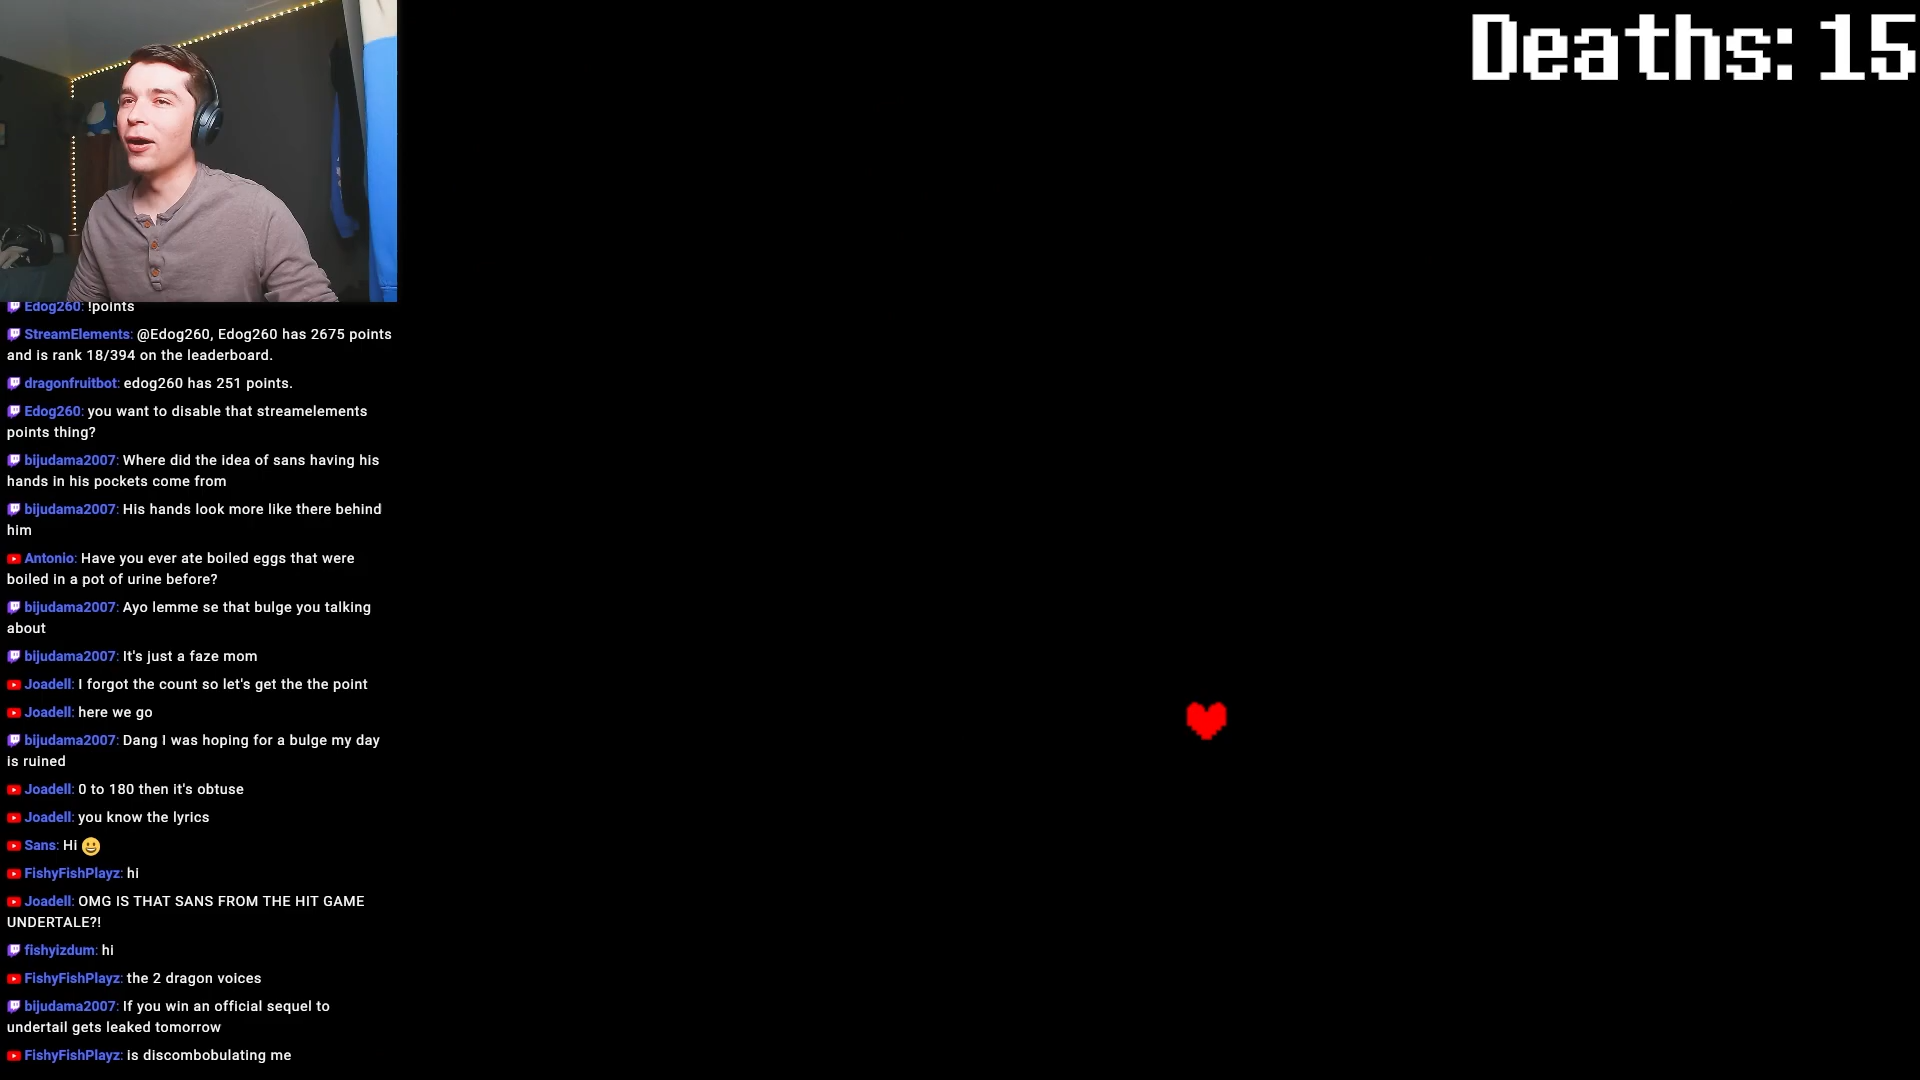 Deaths: 15
Edog260: !points
StreamElements: @Edog260, Edog260 has 2675 points
and is rank 18/394 on the leaderboard.
dragonfruitbot: edog260 has 251 points.
Edog260: you want to disable that streamelements
points thing?
bijudama2007: Where did the idea of sans having his
hands in his pockets come from
bijudama2007: His hands look more like there behind
him
Antonio: Have you ever ate boiled eggs that were
boiled in a pot of urine before?
bijudama2007: Ayo lemme se that bulge you talking
about
bijudama2007: It's just a faze mom
Joadell: I forgot the count so let's get the the point
Joadell: here we go
bijudama2007: Dang I was hoping for a bulge my day
is ruined
Joadell: 0 to 180 then it's obtuse
Joadell: you know the lyrics
Sans: Hi 😀
FishyFishPlayz: hi
Joadell: OMG IS THAT SANS FROM THE HIT GAME
UNDERTALE?!
fishyizdum: hi
FishyFishPlayz: the 2 dragon voices
bijudama2007: If you win an official sequel to
undertail gets leaked tomorrow
FishyFishPlayz: is discombobulating me